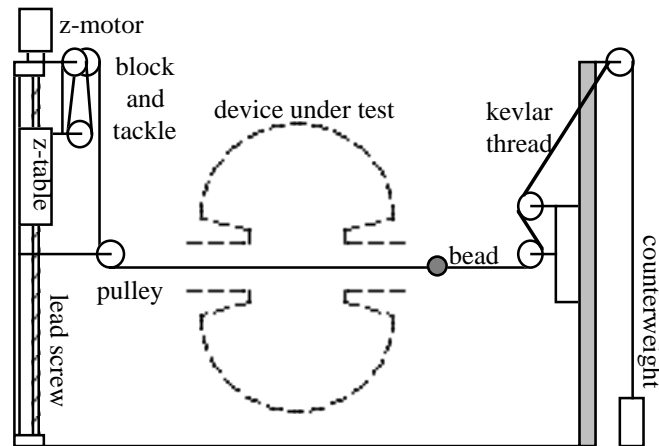 z-motor
block
and
tackle
device under test
kevlar
thread
z-table
bead
pulley
lead screw
counterweight